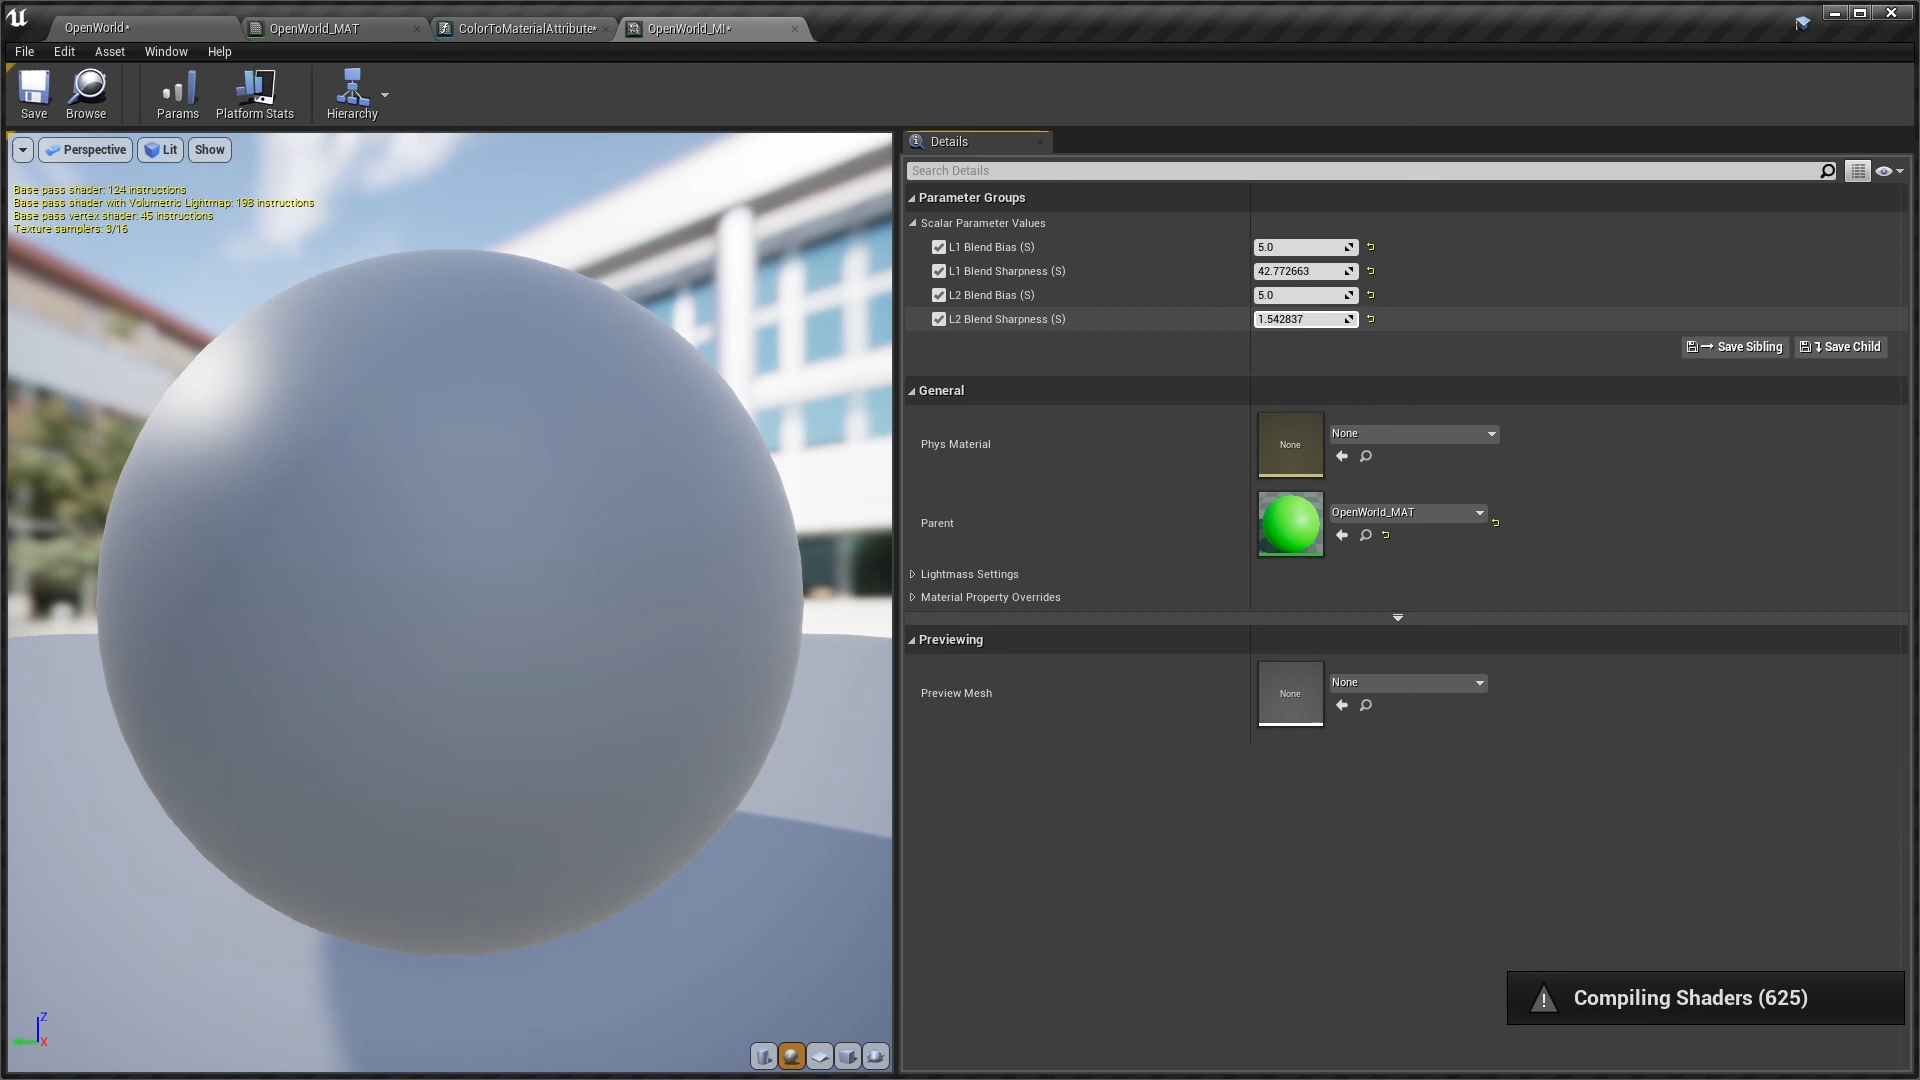 OpenWorld*
OpenWorld_MAT
ColorToMaterialAttribute*
OpenWorld_MI*
File Edit Asset Window Help
Save
Browse
Params
Platform Stats
Hierarchy
Perspective
Lit
Show
Base pass shader: 124 instructions
Base pass shader with Volumetric Lightmap: 198 instructions
Base pass vertex shader: 45 instructions
Texture samplers: 3/16
Z
X
Details
Search Details
Parameter Groups
Scalar Parameter Values
L1 Blend Bias (S) 5.0
L1 Blend Sharpness (S) 42.772663
L2 Blend Bias (S) 5.0
L2 Blend Sharpness (S) 1.542837
Save Sibling
Save Child
General
Phys Material
None
None
Parent
OpenWorld_MAT
Lightmass Settings
Material Property Overrides
Previewing
Preview Mesh
None
None
Compiling Shaders (625)